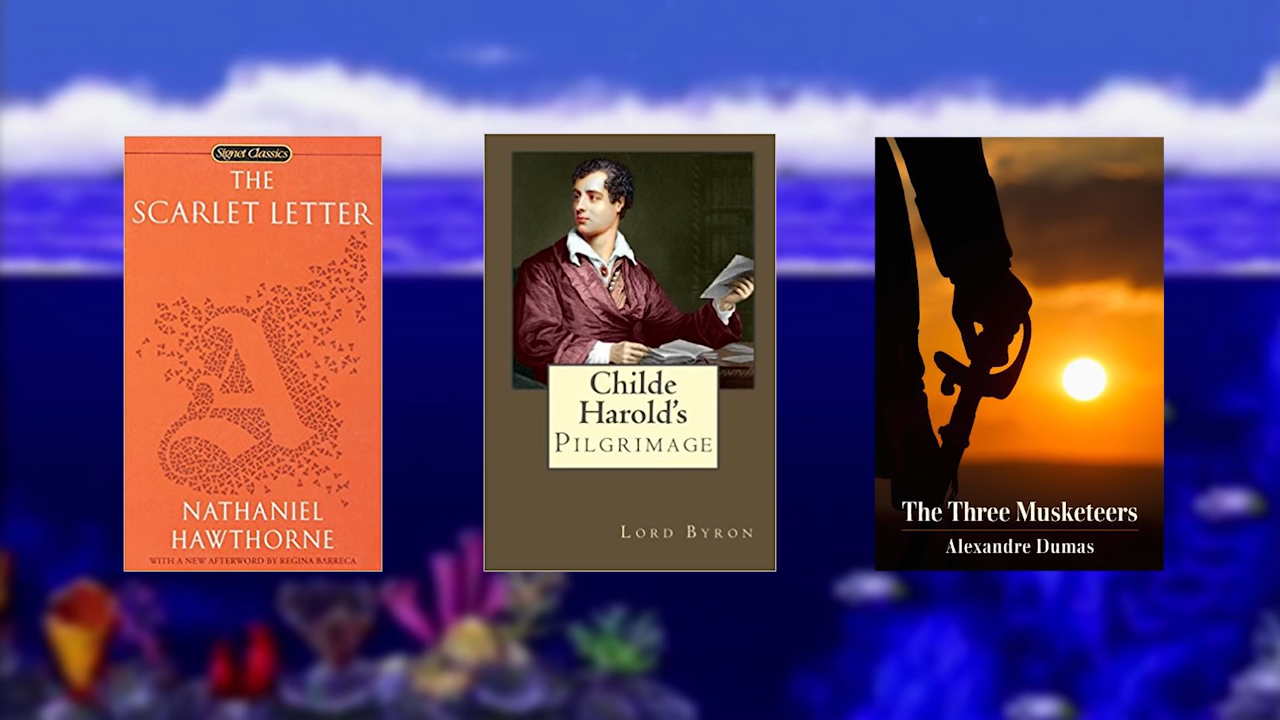 Signet Classics
THE
SCARLET LETTER
NATHANIEL
HAWTHORNE
WITH A NEW AFTERWORD BY REGINA BARRECA
Childe
Harold's
PILGRIMAGE
LORD BYRON
The Three Musketeers
Alexandre Dumas